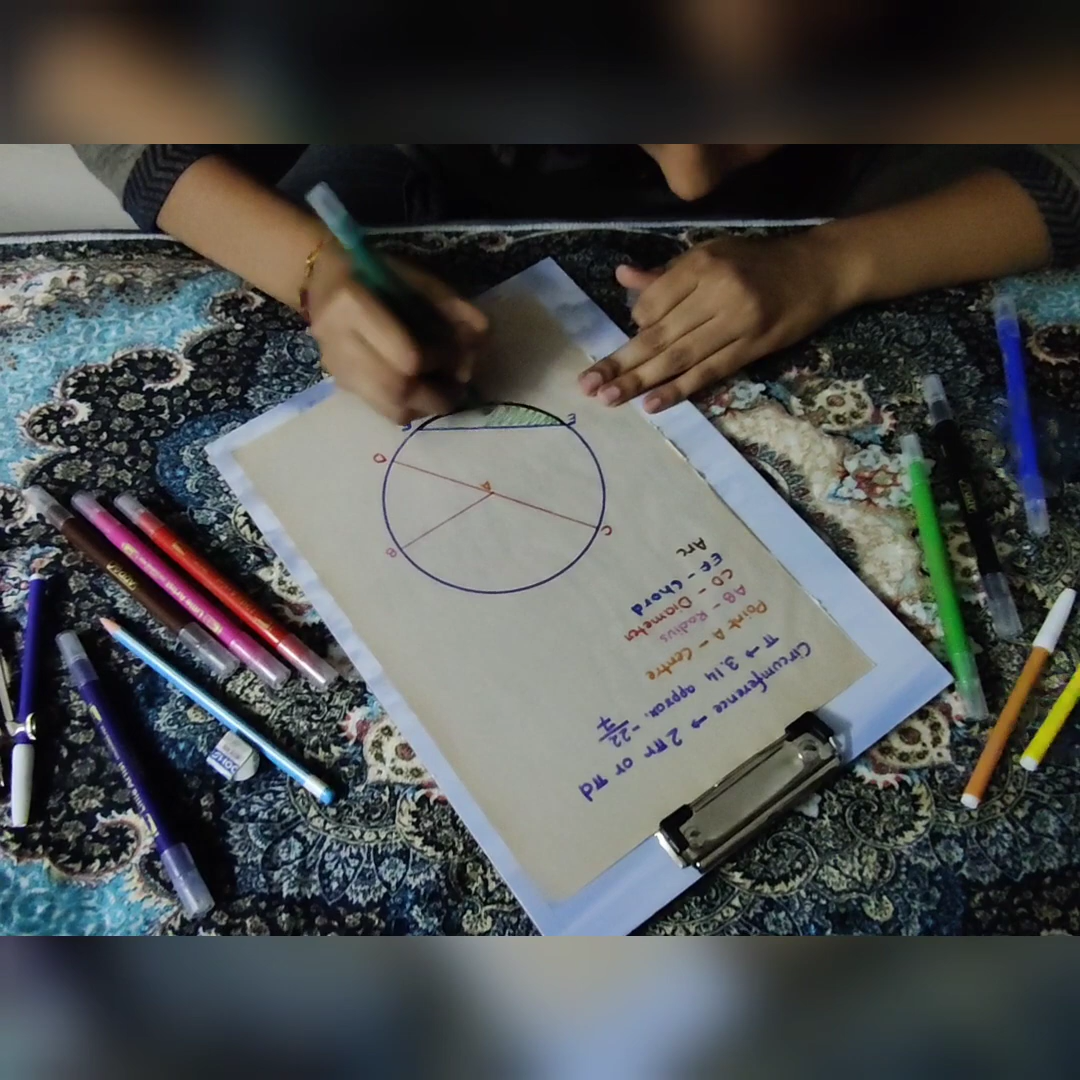 Circumference → 2πr or πd
π → 3.14 approx. -22/7
Point A - Centre
AB - Radius
CD - Diameter
EF - Chord
Arc
F
E
D
A
B
C